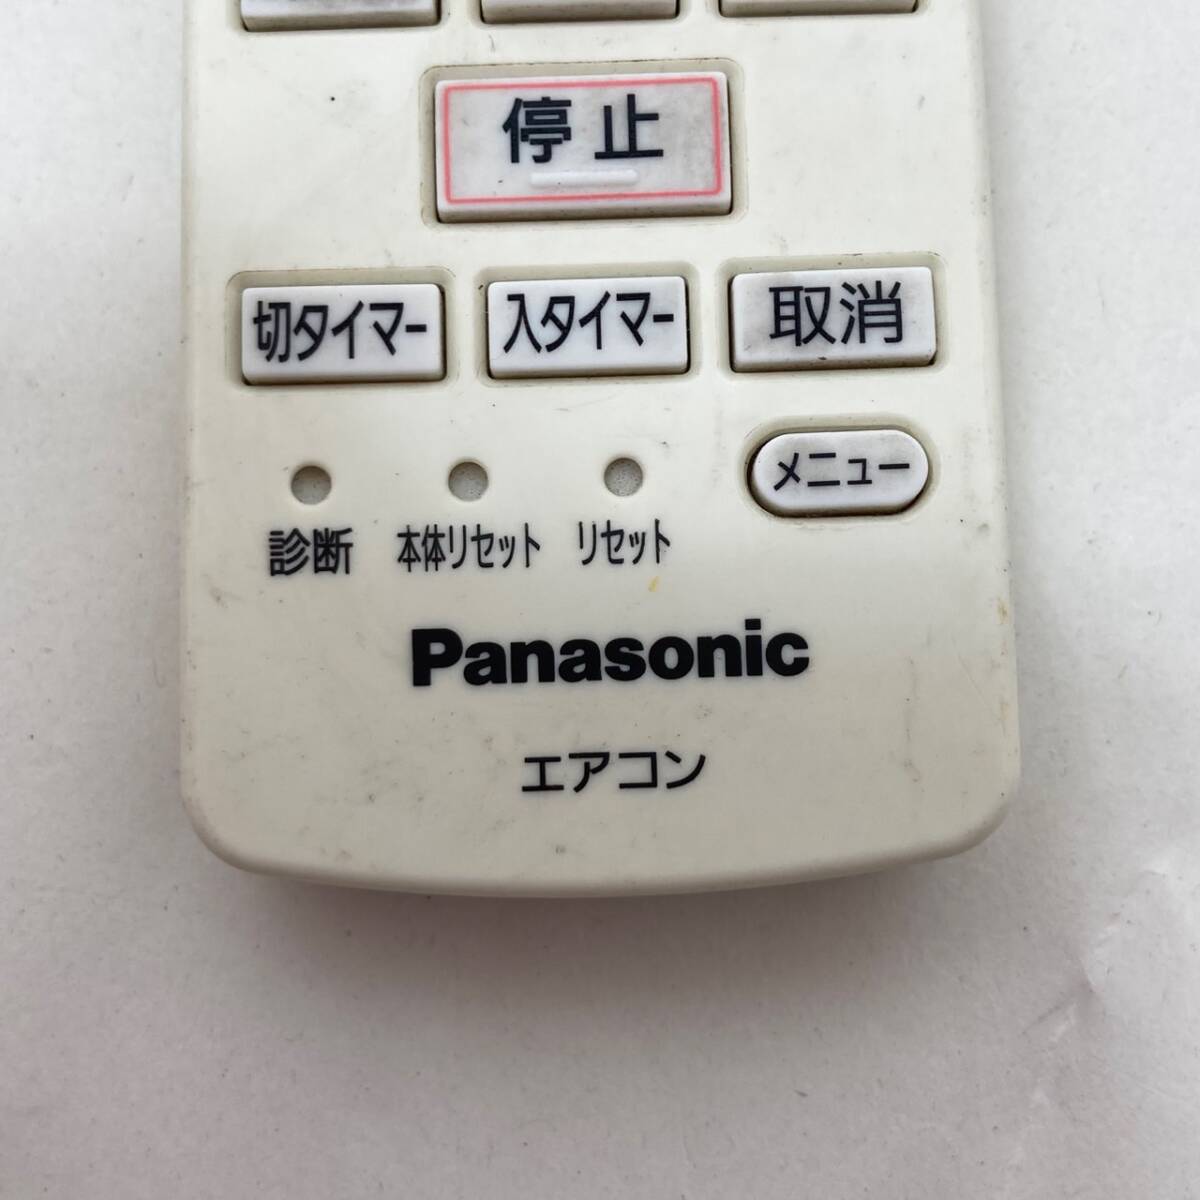 停止
切タイマー 入タイマー 取消
メニュー
診断 本体リセット リセット
Panasonic
エアコン